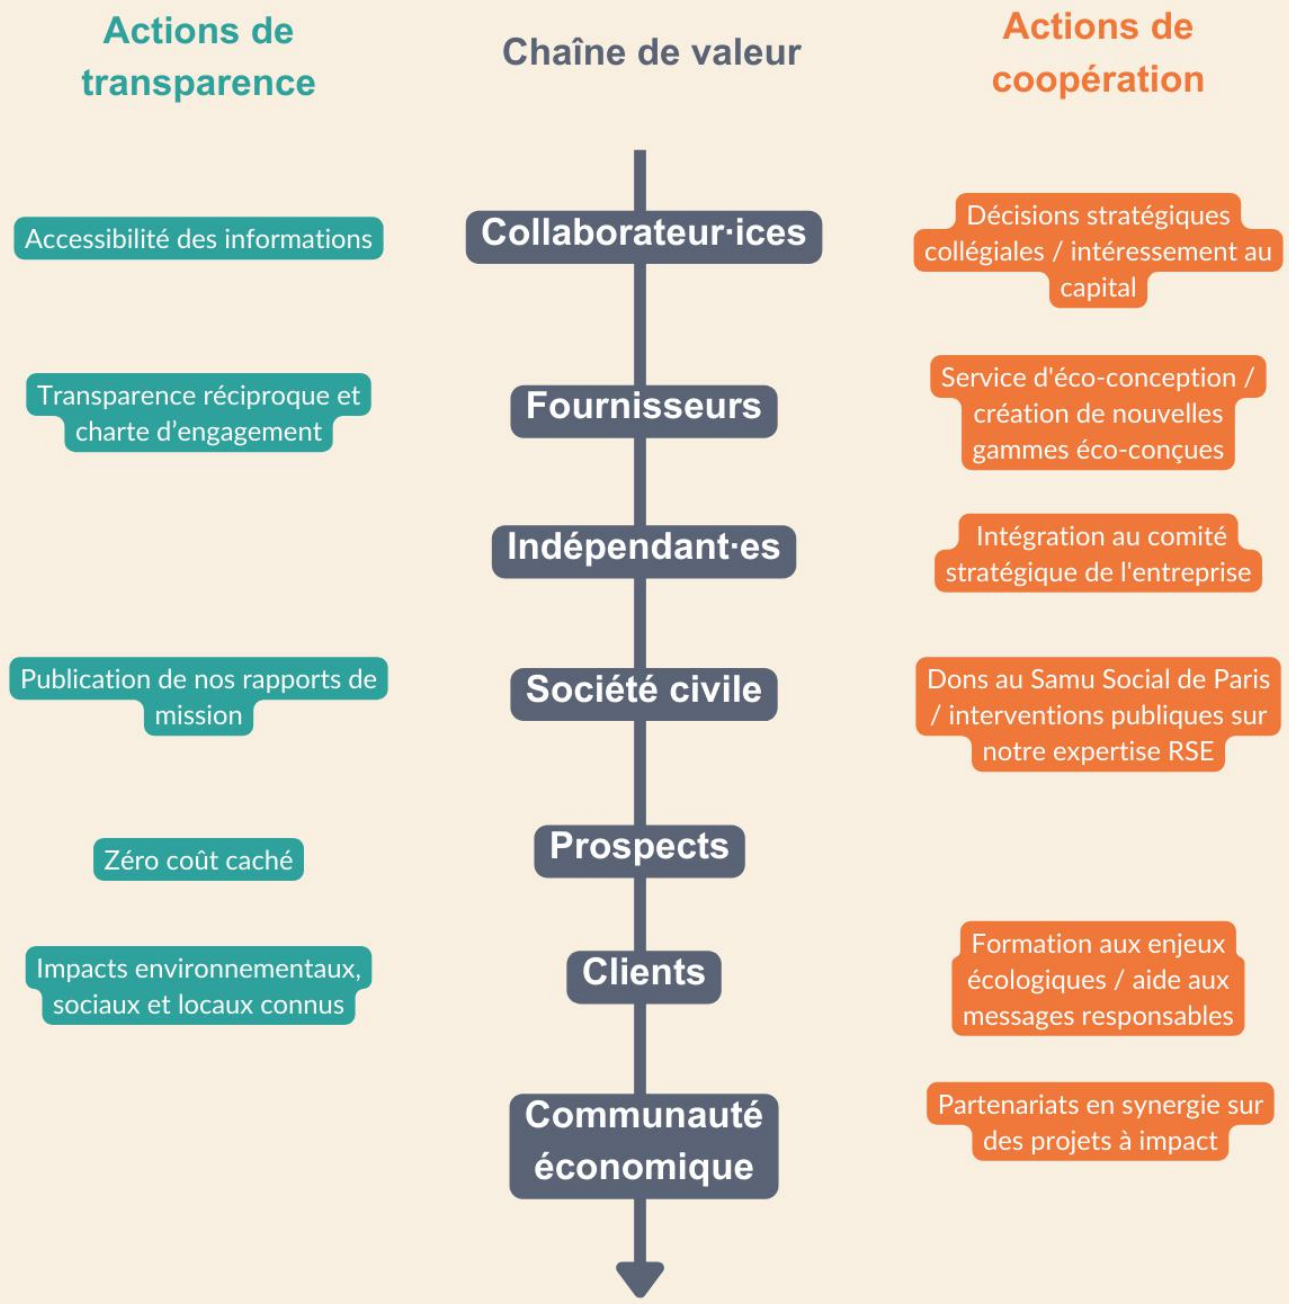 Actions de
transparence
Chaîne de valeur
Actions de
coopération
Accessibilité des informations
Collaborateur·ices
Décisions stratégiques
collégiales / intéressement au
capital
Transparence réciproque et
charte d’engagement
Fournisseurs
Service d'éco-conception /
création de nouvelles
gammes éco-conçues
Indépendant·es
Intégration au comité
stratégique de l'entreprise
Publication de nos rapports de
mission
Société civile
Dons au Samu Social de Paris
/ interventions publiques sur
notre expertise RSE
Zéro coût caché
Prospects
Impacts environnementaux,
sociaux et locaux connus
Clients
Formation aux enjeux
écologiques / aide aux
messages responsables
Communauté
économique
Partenariats en synergie sur
des projets à impact